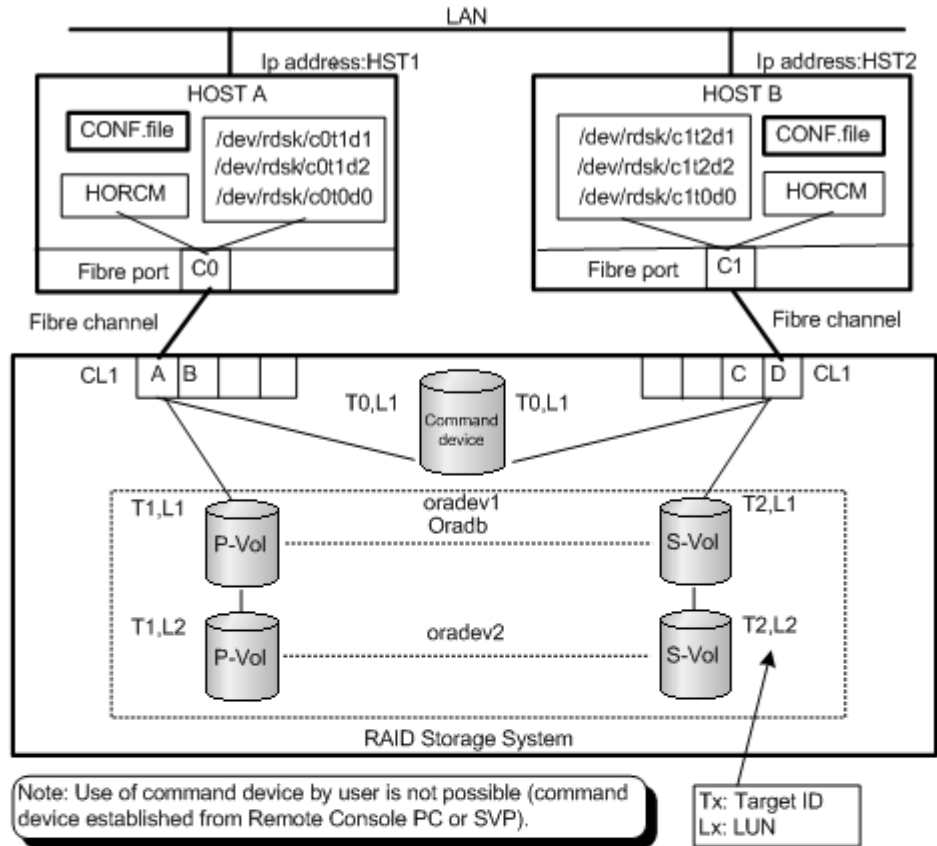 LAN
Ip address:HST1
Ip address:HST2
HOST A
HOST B
CONF.file
/dev/rdsk/c0t1d1
/dev/rdsk/c0t1d2
/dev/rdsk/c0t0d0
HORCM
/dev/rdsk/c1t2d1
/dev/rdsk/c1t2d2
/dev/rdsk/c1t0d0
CONF.file
HORCM
Fibre port
C0
Fibre port
C1
Fibre channel
Fibre channel
CL1
A
B
C
D
CL1
T0,L1
Command
device
T0,L1
T1,L1
oradev1
Oradb
T2,L1
P-Vol
S-Vol
T1,L2
oradev2
T2,L2
P-Vol
S-Vol
RAID Storage System
Note: Use of command device by user is not possible (command
device established from Remote Console PC or SVP).
Tx: Target ID
Lx: LUN